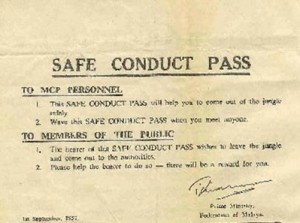 SAFE CONDUCT PASS
TO MCP PERSONNEL
1. This SAFE CONDUCT PASS will help you to come out of the jungle
safely.
2. Wave this SAFE CONDUCT PASS when you meet anyone.
TO MEMBERS OF THE PUBLIC
1. The bearer of this SAFE CONDUCT PASS wishes to leave the jungle
and come out to the authorities.
2. Please help the bearer to do so — there will be a reward for you.
Prime Minister,
Federation of Malaya.
1st September, 1957.